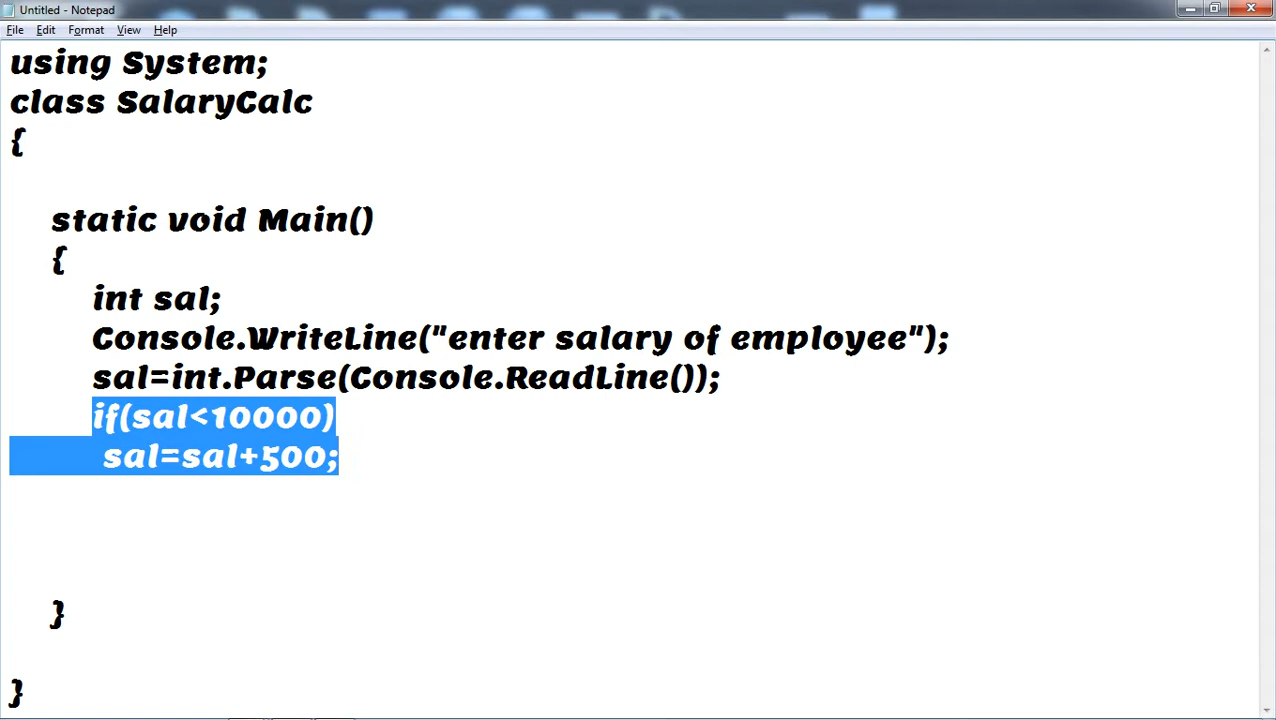 Untitled - Notepad
File Edit Format View Help
using System;
class SalaryCalc
{
static void Main()
{
int sal;
Console.WriteLine("enter salary of employee");
sal=int.Parse(Console.ReadLine());
if(sal<10000)
sal=sal+500;
}
}